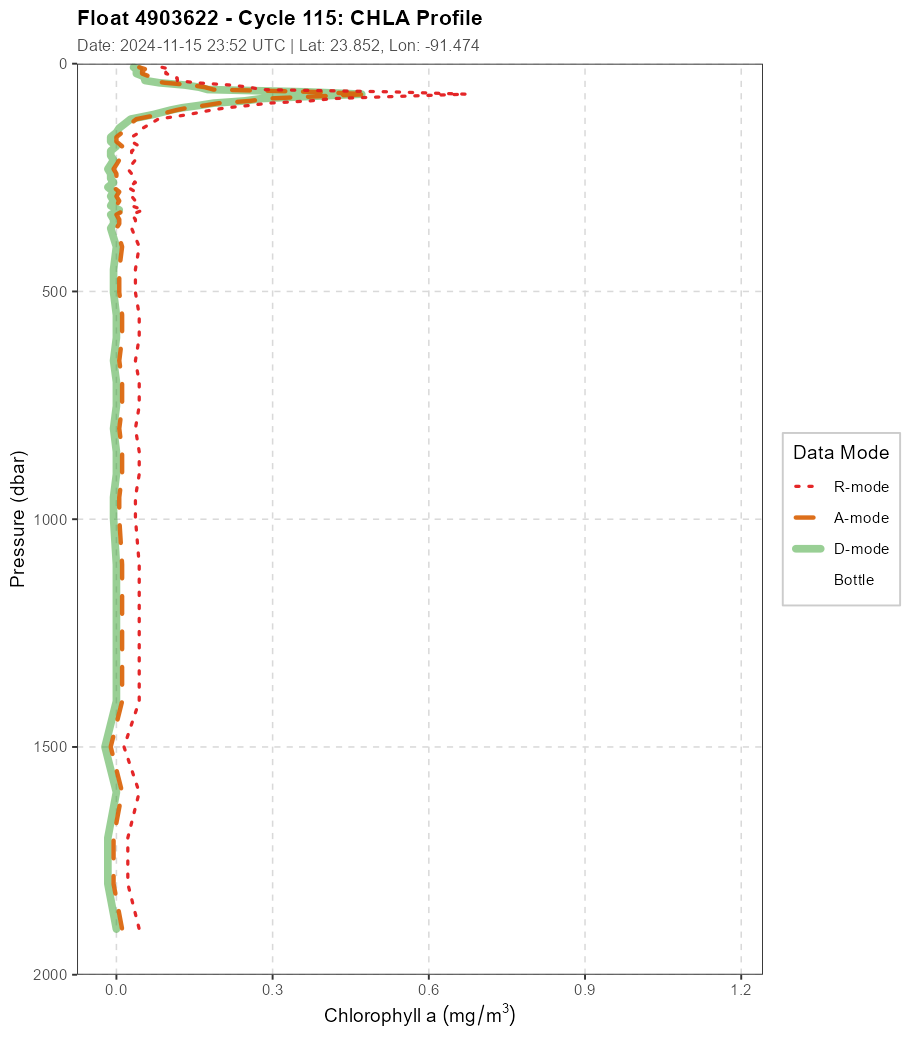 Float 4903622 - Cycle 115: CHLA Profile
Date: 2024-11-15 23:52 UTC | Lat: 23.852, Lon: -91.474
0
500
1000
1500
2000
Pressure (dbar)
0.0 0.3 0.6 0.9 1.2
Chlorophyll a (mg/m³)
Data Mode
R-mode
A-mode
D-mode
Bottle